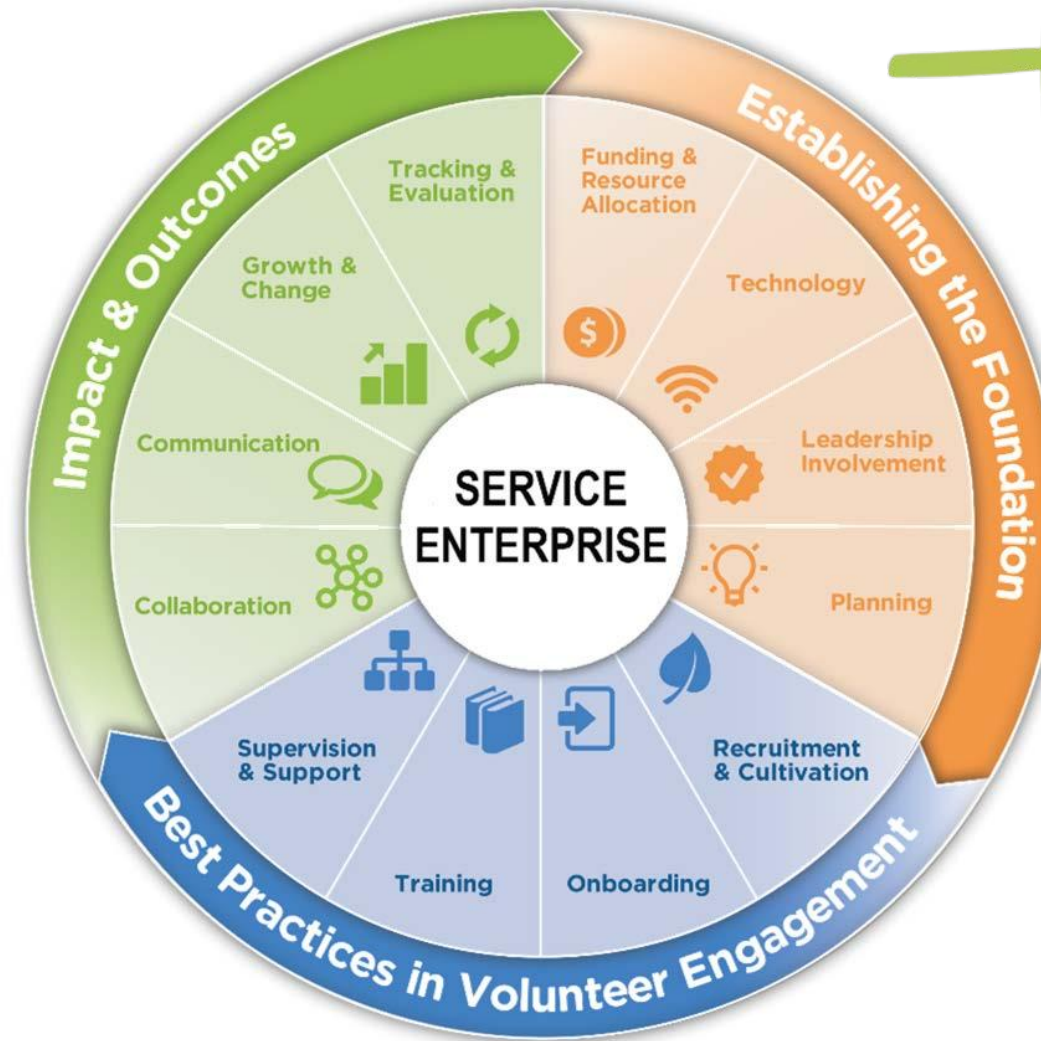 Impact & Outcomes
Establishing the Foundation
Best Practices in Volunteer Engagement
SERVICE
ENTERPRISE
Funding &
Resource
Allocation
$
Technology
Leadership
Involvement
Planning
Recruitment
& Cultivation
Onboarding
Training
Supervision
& Support
Collaboration
Communication
Growth &
Change
Tracking &
Evaluation